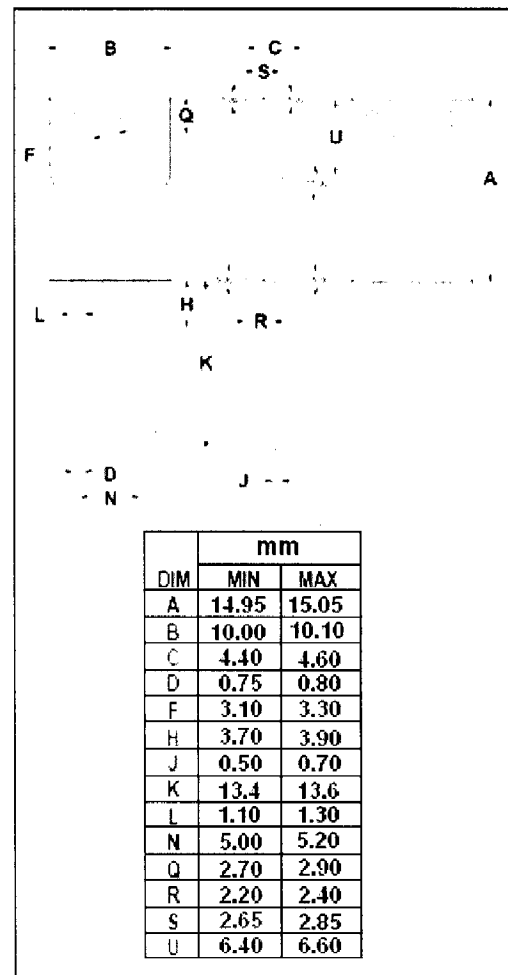 B C
S
Q
U
F
A
H
L R
K
D J
N
mm
DIM MIN MAX
A 14.95 15.05
B 10.00 10.10
C 4.40 4.60
D 0.75 0.80
F 3.10 3.30
H 3.70 3.90
J 0.50 0.70
K 13.4 13.6
L 1.10 1.30
N 5.00 5.20
Q 2.70 2.90
R 2.20 2.40
S 2.65 2.85
U 6.40 6.60